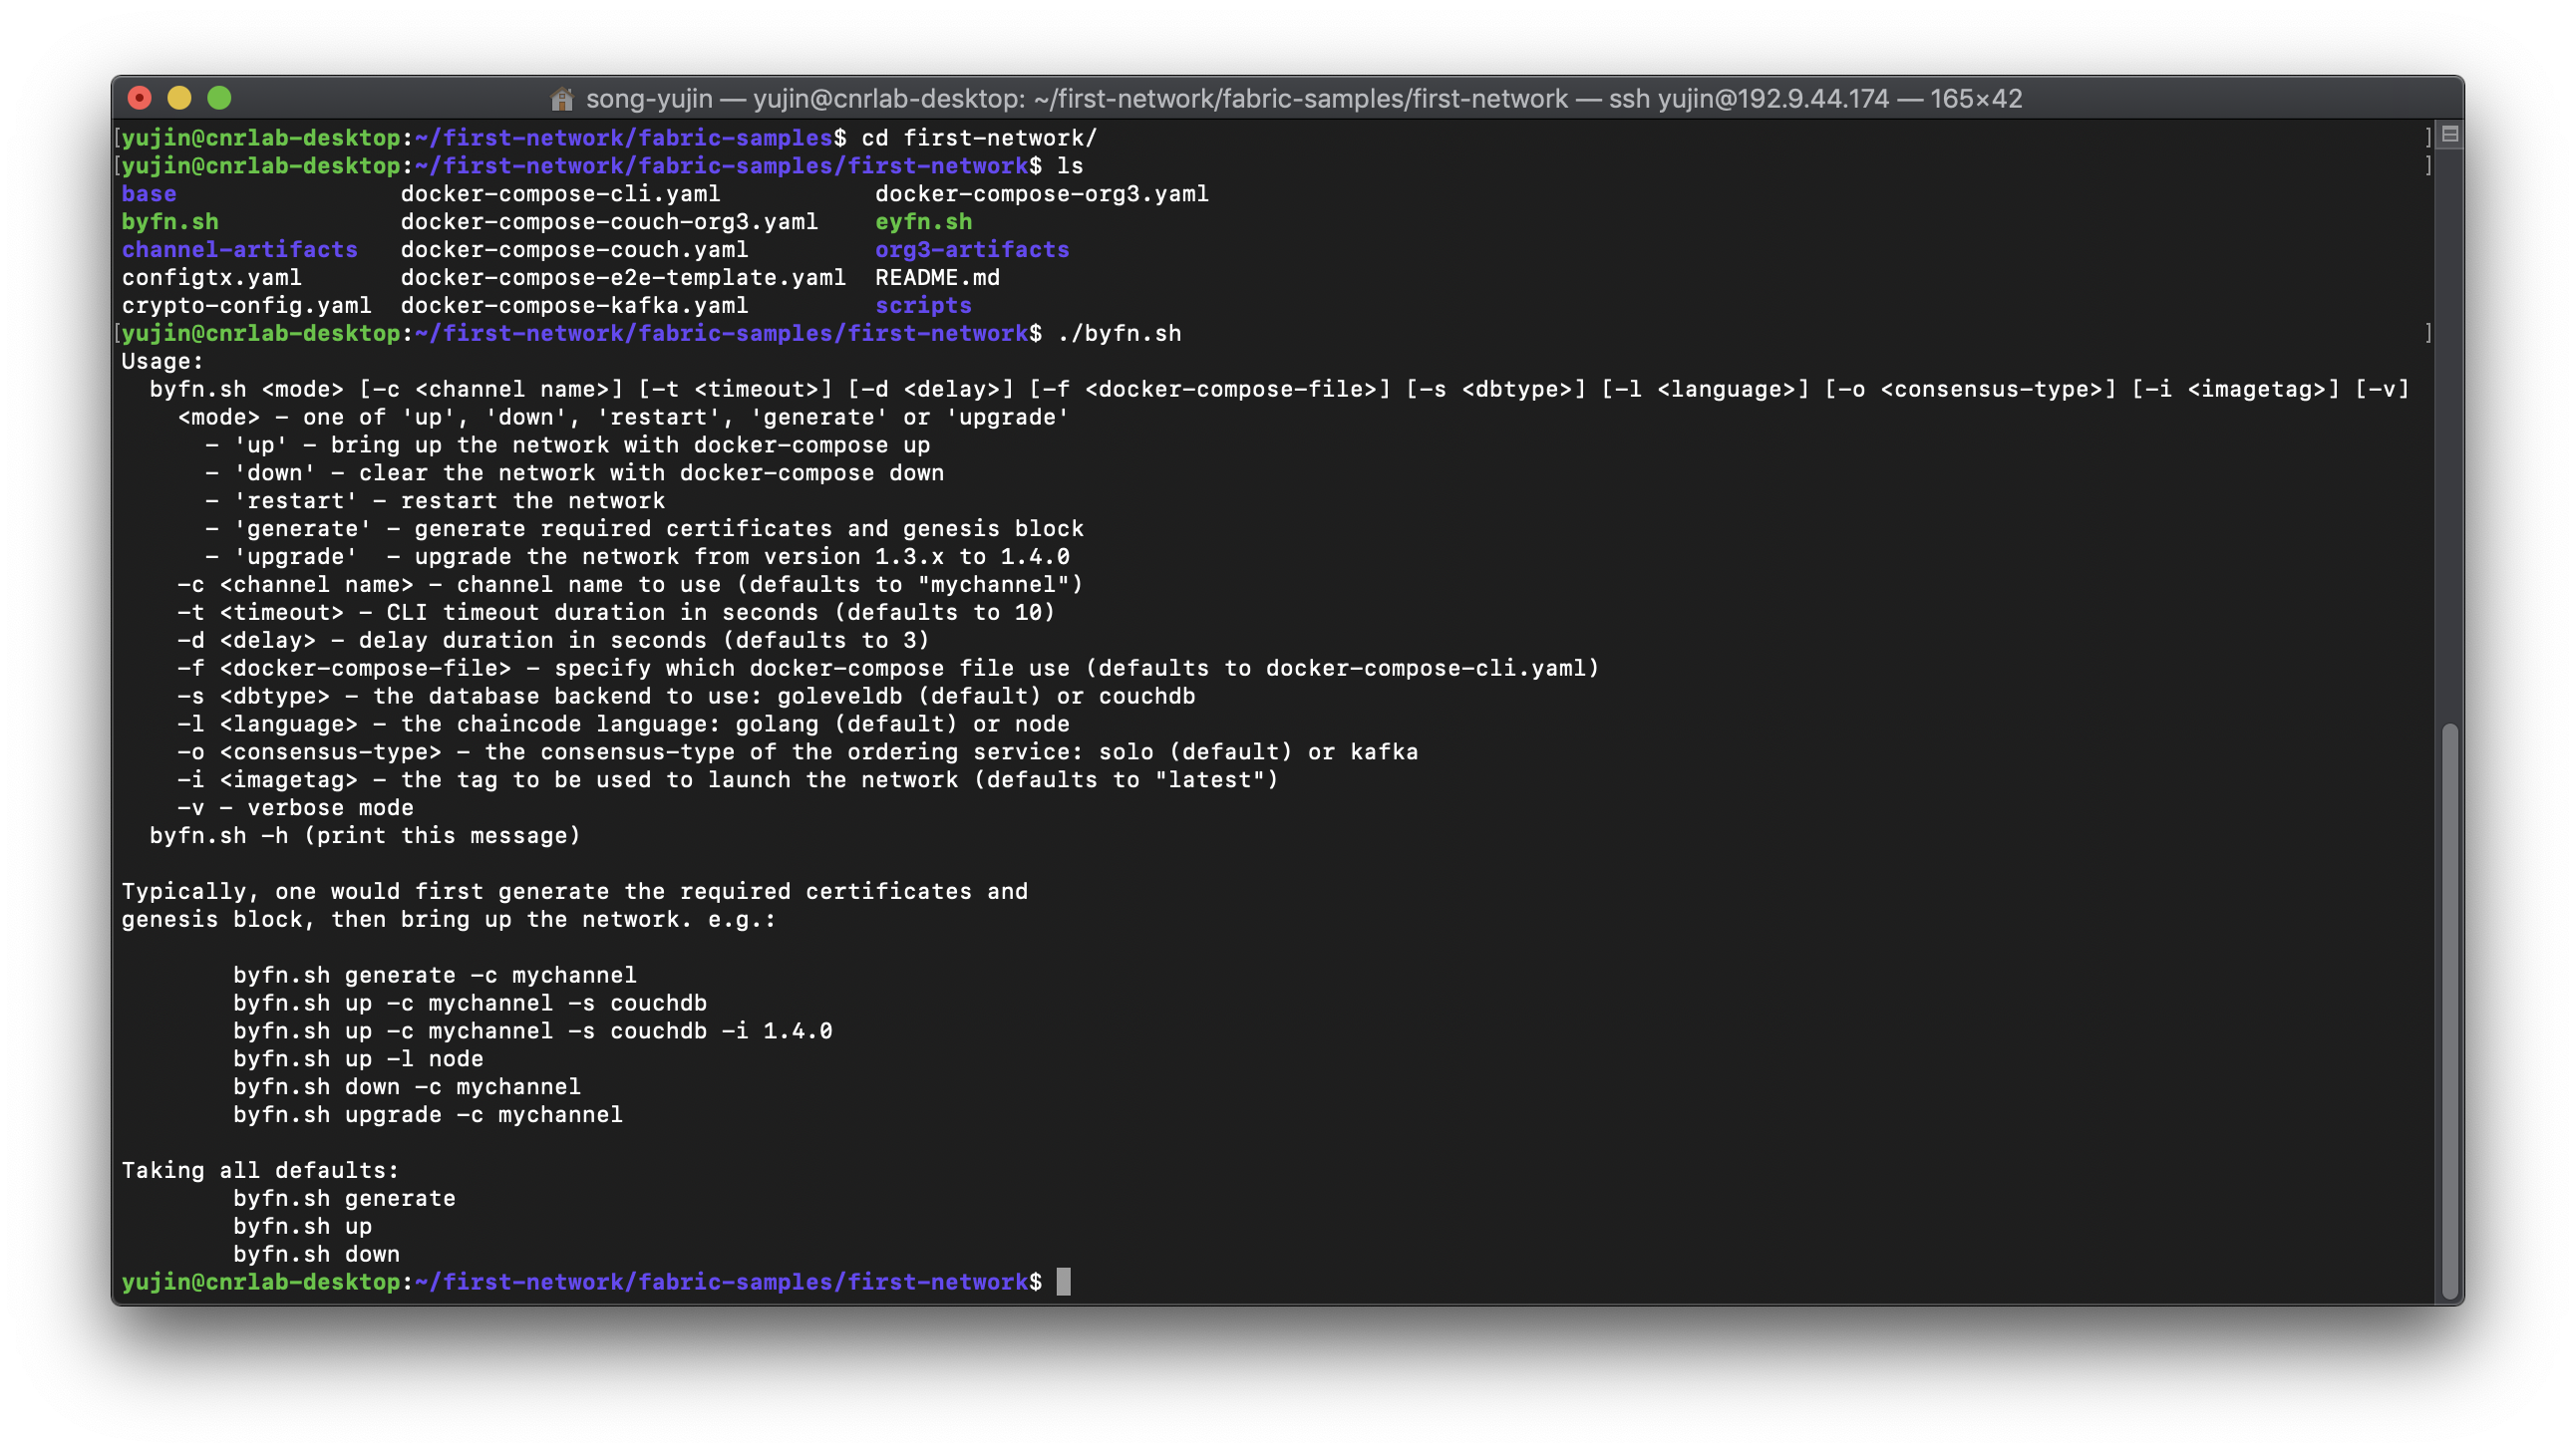 song-yujin — yujin@cnrlab-desktop: ~/first-network/fabric-samples/first-network — ssh yujin@192.9.44.174 — 165×42
[yujin@cnrlab-desktop:~/first-network/fabric-samples$ cd first-network/ ]
[yujin@cnrlab-desktop:~/first-network/fabric-samples/first-network$ ls ]
base                docker-compose-cli.yaml           docker-compose-org3.yaml
byfn.sh             docker-compose-couch-org3.yaml    eyfn.sh
channel-artifacts   docker-compose-couch.yaml         org3-artifacts
configtx.yaml       docker-compose-e2e-template.yaml  README.md
crypto-config.yaml  docker-compose-kafka.yaml         scripts
[yujin@cnrlab-desktop:~/first-network/fabric-samples/first-network$ ./byfn.sh ]
Usage:
  byfn.sh <mode> [-c <channel name>] [-t <timeout>] [-d <delay>] [-f <docker-compose-file>] [-s <dbtype>] [-l <language>] [-o <consensus-type>] [-i <imagetag>] [-v]
    <mode> - one of 'up', 'down', 'restart', 'generate' or 'upgrade'
      - 'up' - bring up the network with docker-compose up
      - 'down' - clear the network with docker-compose down
      - 'restart' - restart the network
      - 'generate' - generate required certificates and genesis block
      - 'upgrade'  - upgrade the network from version 1.3.x to 1.4.0
    -c <channel name> - channel name to use (defaults to "mychannel")
    -t <timeout> - CLI timeout duration in seconds (defaults to 10)
    -d <delay> - delay duration in seconds (defaults to 3)
    -f <docker-compose-file> - specify which docker-compose file use (defaults to docker-compose-cli.yaml)
    -s <dbtype> - the database backend to use: goleveldb (default) or couchdb
    -l <language> - the chaincode language: golang (default) or node
    -o <consensus-type> - the consensus-type of the ordering service: solo (default) or kafka
    -i <imagetag> - the tag to be used to launch the network (defaults to "latest")
    -v - verbose mode
  byfn.sh -h (print this message)

Typically, one would first generate the required certificates and
genesis block, then bring up the network. e.g.:

        byfn.sh generate -c mychannel
        byfn.sh up -c mychannel -s couchdb
        byfn.sh up -c mychannel -s couchdb -i 1.4.0
        byfn.sh up -l node
        byfn.sh down -c mychannel
        byfn.sh upgrade -c mychannel

Taking all defaults:
        byfn.sh generate
        byfn.sh up
        byfn.sh down
yujin@cnrlab-desktop:~/first-network/fabric-samples/first-network$